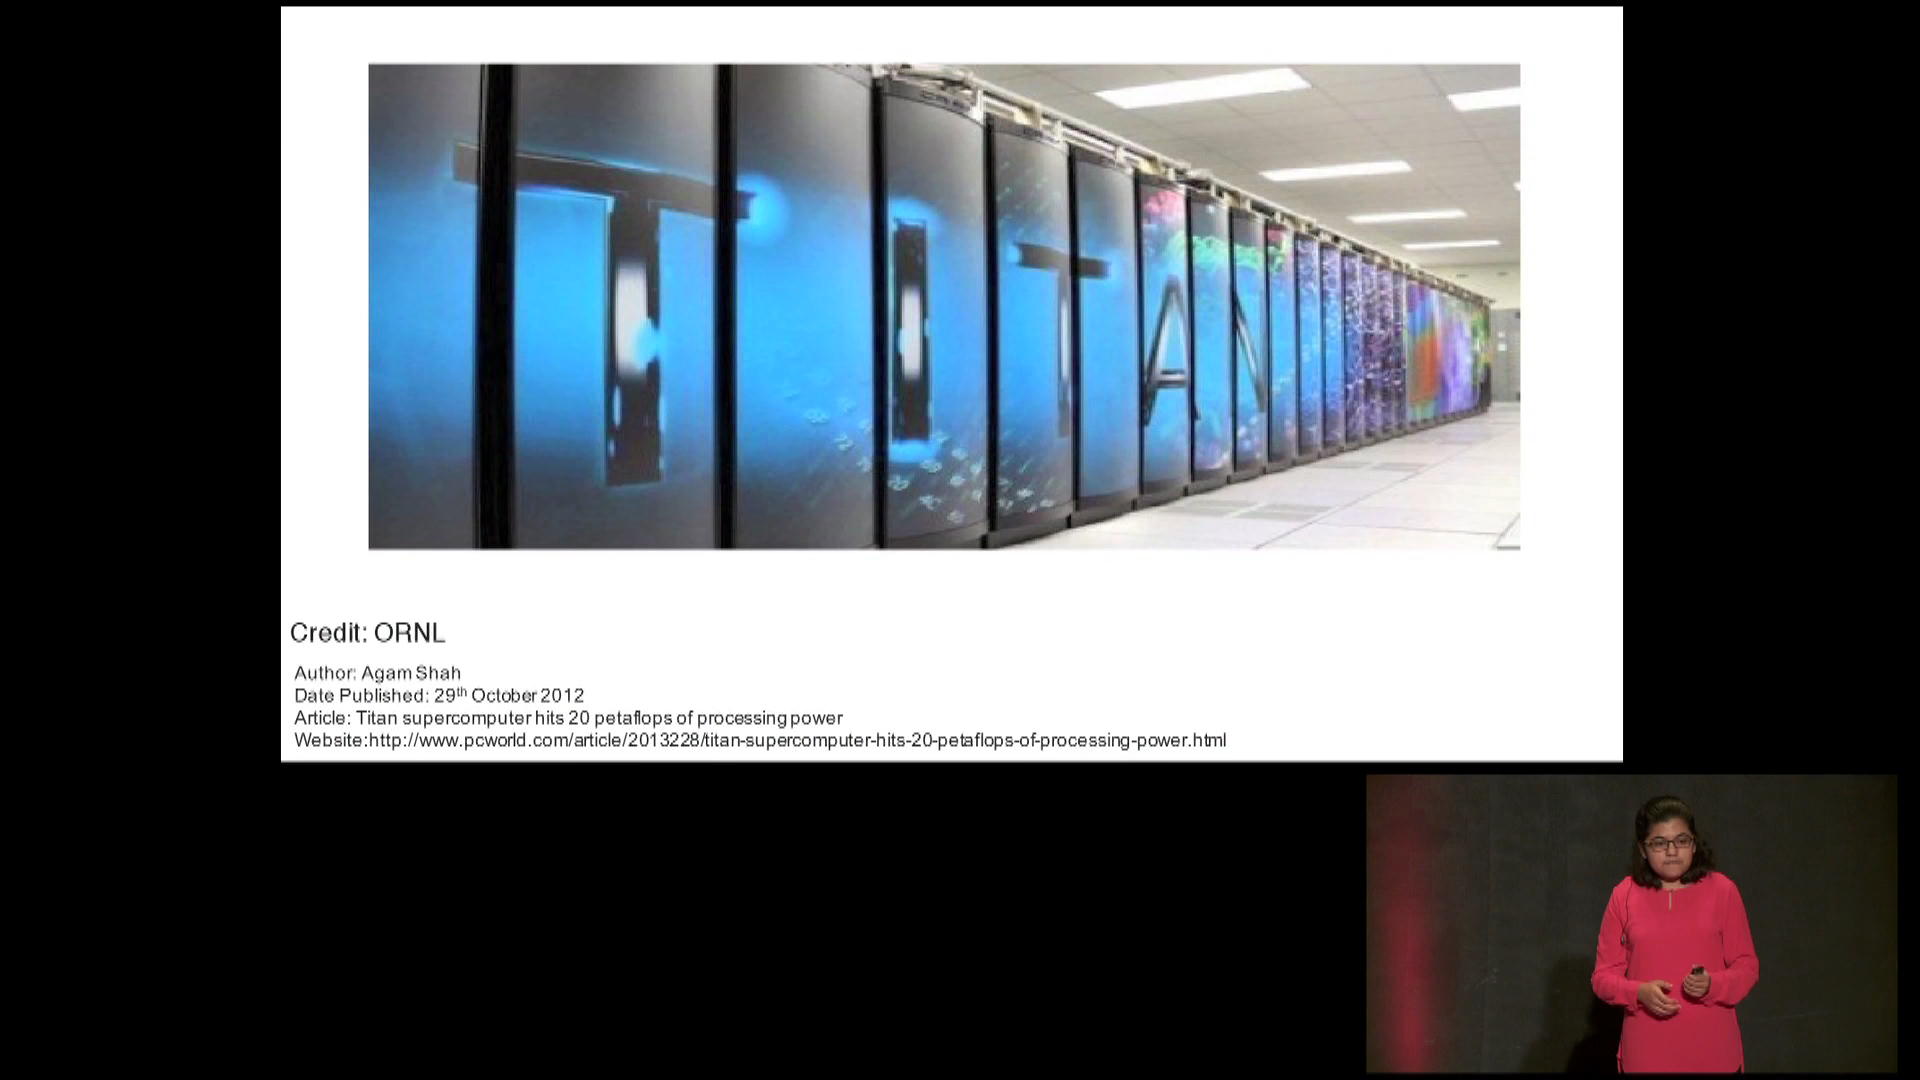 TITAN
Credit: ORNL
Author: Agam Shah
Date Published: 29th October 2012
Article: Titan supercomputer hits 20 petaflops of processing power
Website:http://www.pcworld.com/article/2013228/titan-supercomputer-hits-20-petaflops-of-processing-power.html